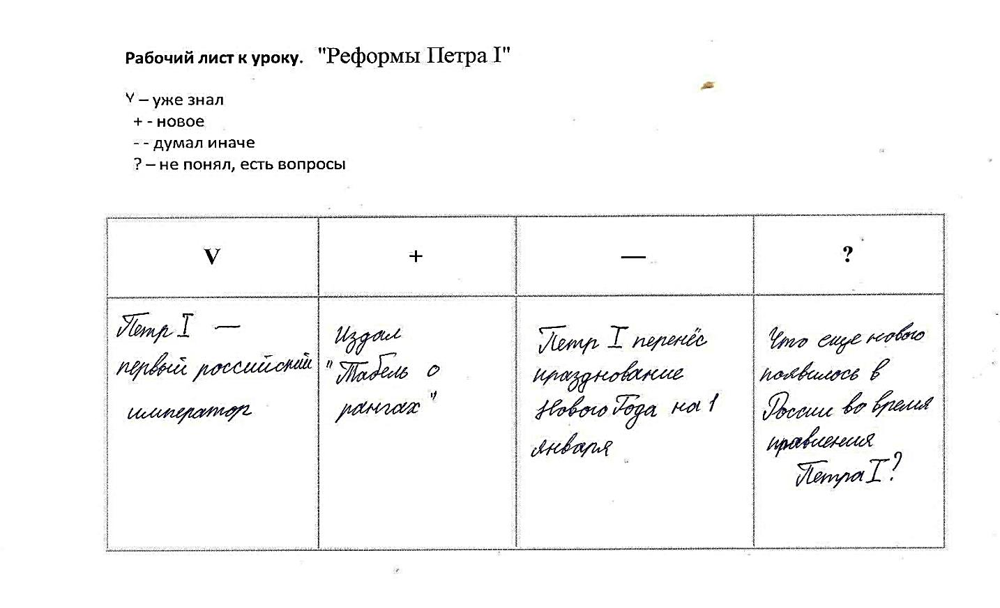 Рабочий лист к уроку. "Реформы Петра I"
V – уже знал
+ - новое
- - думал иначе
? – не понял, есть вопросы
V + — ?
Петр I —
первый российский
император
Издал
"Табель о
рангах"
Петр I перенёс
празднование
Нового Года на 1
января
Что еще нового
появилось в
России во время
правления
Петра I?